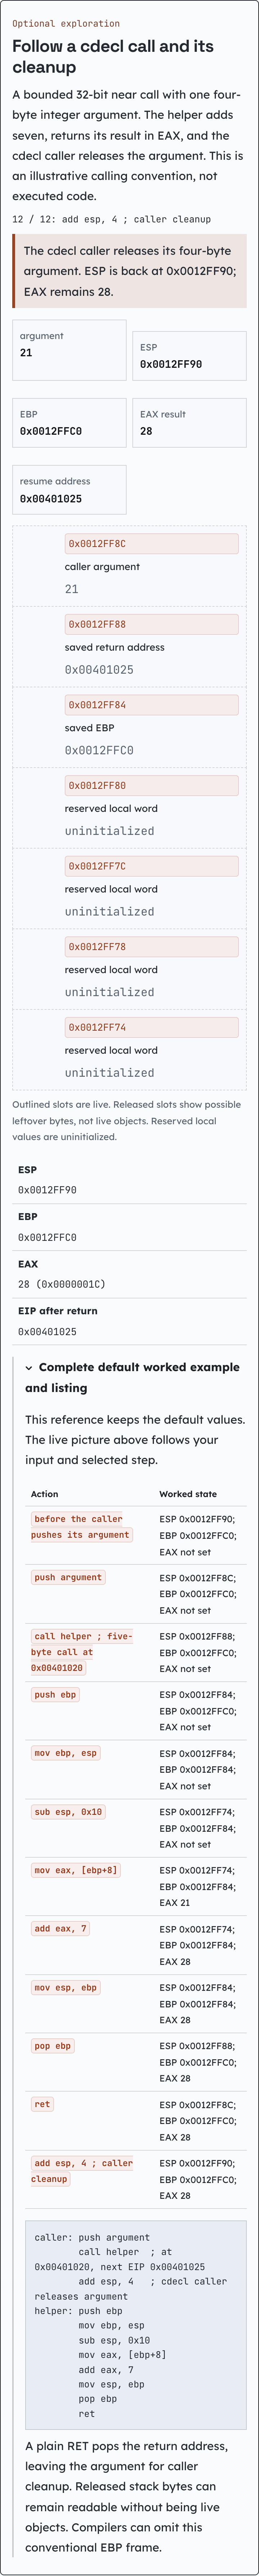 Optional exploration
Follow a cdecl call and its
cleanup
A bounded 32-bit near call with one four-
byte integer argument. The helper adds
seven, returns its result in EAX, and the
cdecl caller releases the argument. This is
an illustrative calling convention, not
executed code.
12 / 12: add esp, 4 ; caller cleanup
The cdecl caller releases its four-byte
argument. ESP is back at 0x0012FF90;
EAX remains 28.
argument
21
ESP
0x0012FF90
EBP
0x0012FFC0
EAX result
28
resume address
0x00401025
0x0012FF8C
caller argument
21
0x0012FF88
saved return address
0x00401025
0x0012FF84
saved EBP
0x0012FFC0
0x0012FF80
reserved local word
uninitialized
0x0012FF7C
reserved local word
uninitialized
0x0012FF78
reserved local word
uninitialized
0x0012FF74
reserved local word
uninitialized
Outlined slots are live. Released slots show possible
leftover bytes, not live objects. Reserved local
values are uninitialized.
ESP
0x0012FF90
EBP
0x0012FFC0
EAX
28 (0x0000001C)
EIP after return
0x00401025
Complete default worked example
and listing
This reference keeps the default values.
The live picture above follows your
input and selected step.
Action Worked state
before the caller
pushes its argument
ESP 0x0012FF90;
EBP 0x0012FFC0;
EAX not set
push argument
ESP 0x0012FF8C;
EBP 0x0012FFC0;
EAX not set
call helper ; five-
byte call at
0x00401020
ESP 0x0012FF88;
EBP 0x0012FFC0;
EAX not set
push ebp
ESP 0x0012FF84;
EBP 0x0012FFC0;
EAX not set
mov ebp, esp
ESP 0x0012FF84;
EBP 0x0012FF84;
EAX not set
sub esp, 0x10
ESP 0x0012FF74;
EBP 0x0012FF84;
EAX not set
mov eax, [ebp+8]
ESP 0x0012FF74;
EBP 0x0012FF84;
EAX 21
add eax, 7
ESP 0x0012FF74;
EBP 0x0012FF84;
EAX 28
mov esp, ebp
ESP 0x0012FF84;
EBP 0x0012FF84;
EAX 28
pop ebp
ESP 0x0012FF88;
EBP 0x0012FFC0;
EAX 28
ret
ESP 0x0012FF8C;
EBP 0x0012FFC0;
EAX 28
add esp, 4 ; caller
cleanup
ESP 0x0012FF90;
EBP 0x0012FFC0;
EAX 28
caller: push argument
call helper ; at
0x00401020, next EIP 0x00401025
add esp, 4 ; cdecl caller
releases argument
helper: push ebp
mov ebp, esp
sub esp, 0x10
mov eax, [ebp+8]
add eax, 7
mov esp, ebp
pop ebp
ret
A plain RET pops the return address,
leaving the argument for caller
cleanup. Released stack bytes can
remain readable without being live
objects. Compilers can omit this
conventional EBP frame.